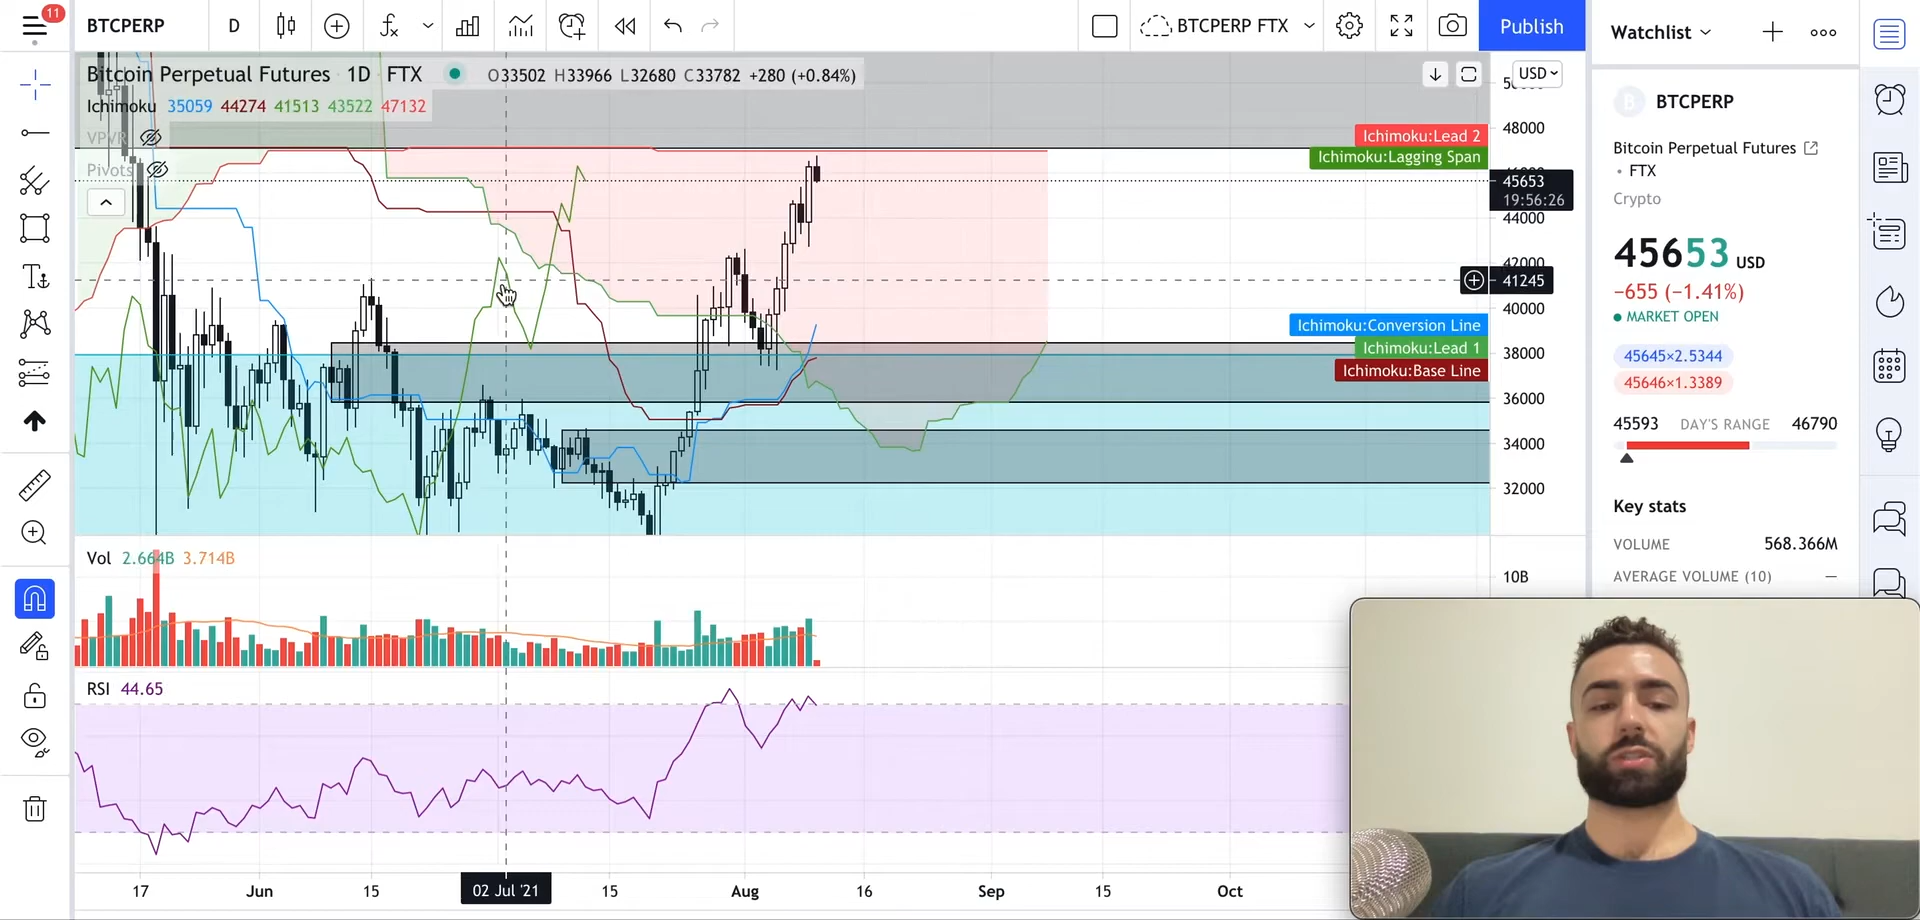 11
BTCPERP
D
BTCPERP FTX
Publish
Watchlist
Bitcoin Perpetual Futures · 1D · FTX
O33502 H33966 L32680 C33782 +280 (+0.84%)
USD
Ichimoku 35059 44274 41513 43522 47132
VPVR
Pivots
48000
45653
19:56:26
44000
42000
41245
40000
38000
36000
34000
32000
Ichimoku:Lead 2
Ichimoku:Lagging Span
Ichimoku:Conversion Line
Ichimoku:Lead 1
Ichimoku:Base Line
Vol 2.664B 3.714B
10B
RSI 44.65
17
Jun
15
02 Jul '21
15
Aug
16
Sep
15
Oct
B BTCPERP
Bitcoin Perpetual Futures
• FTX
Crypto
45653 USD
−655 (−1.41%)
MARKET OPEN
45645×2.5344
45646×1.3389
45593 DAY'S RANGE 46790
Key stats
VOLUME 568.366M
AVERAGE VOLUME (10) —